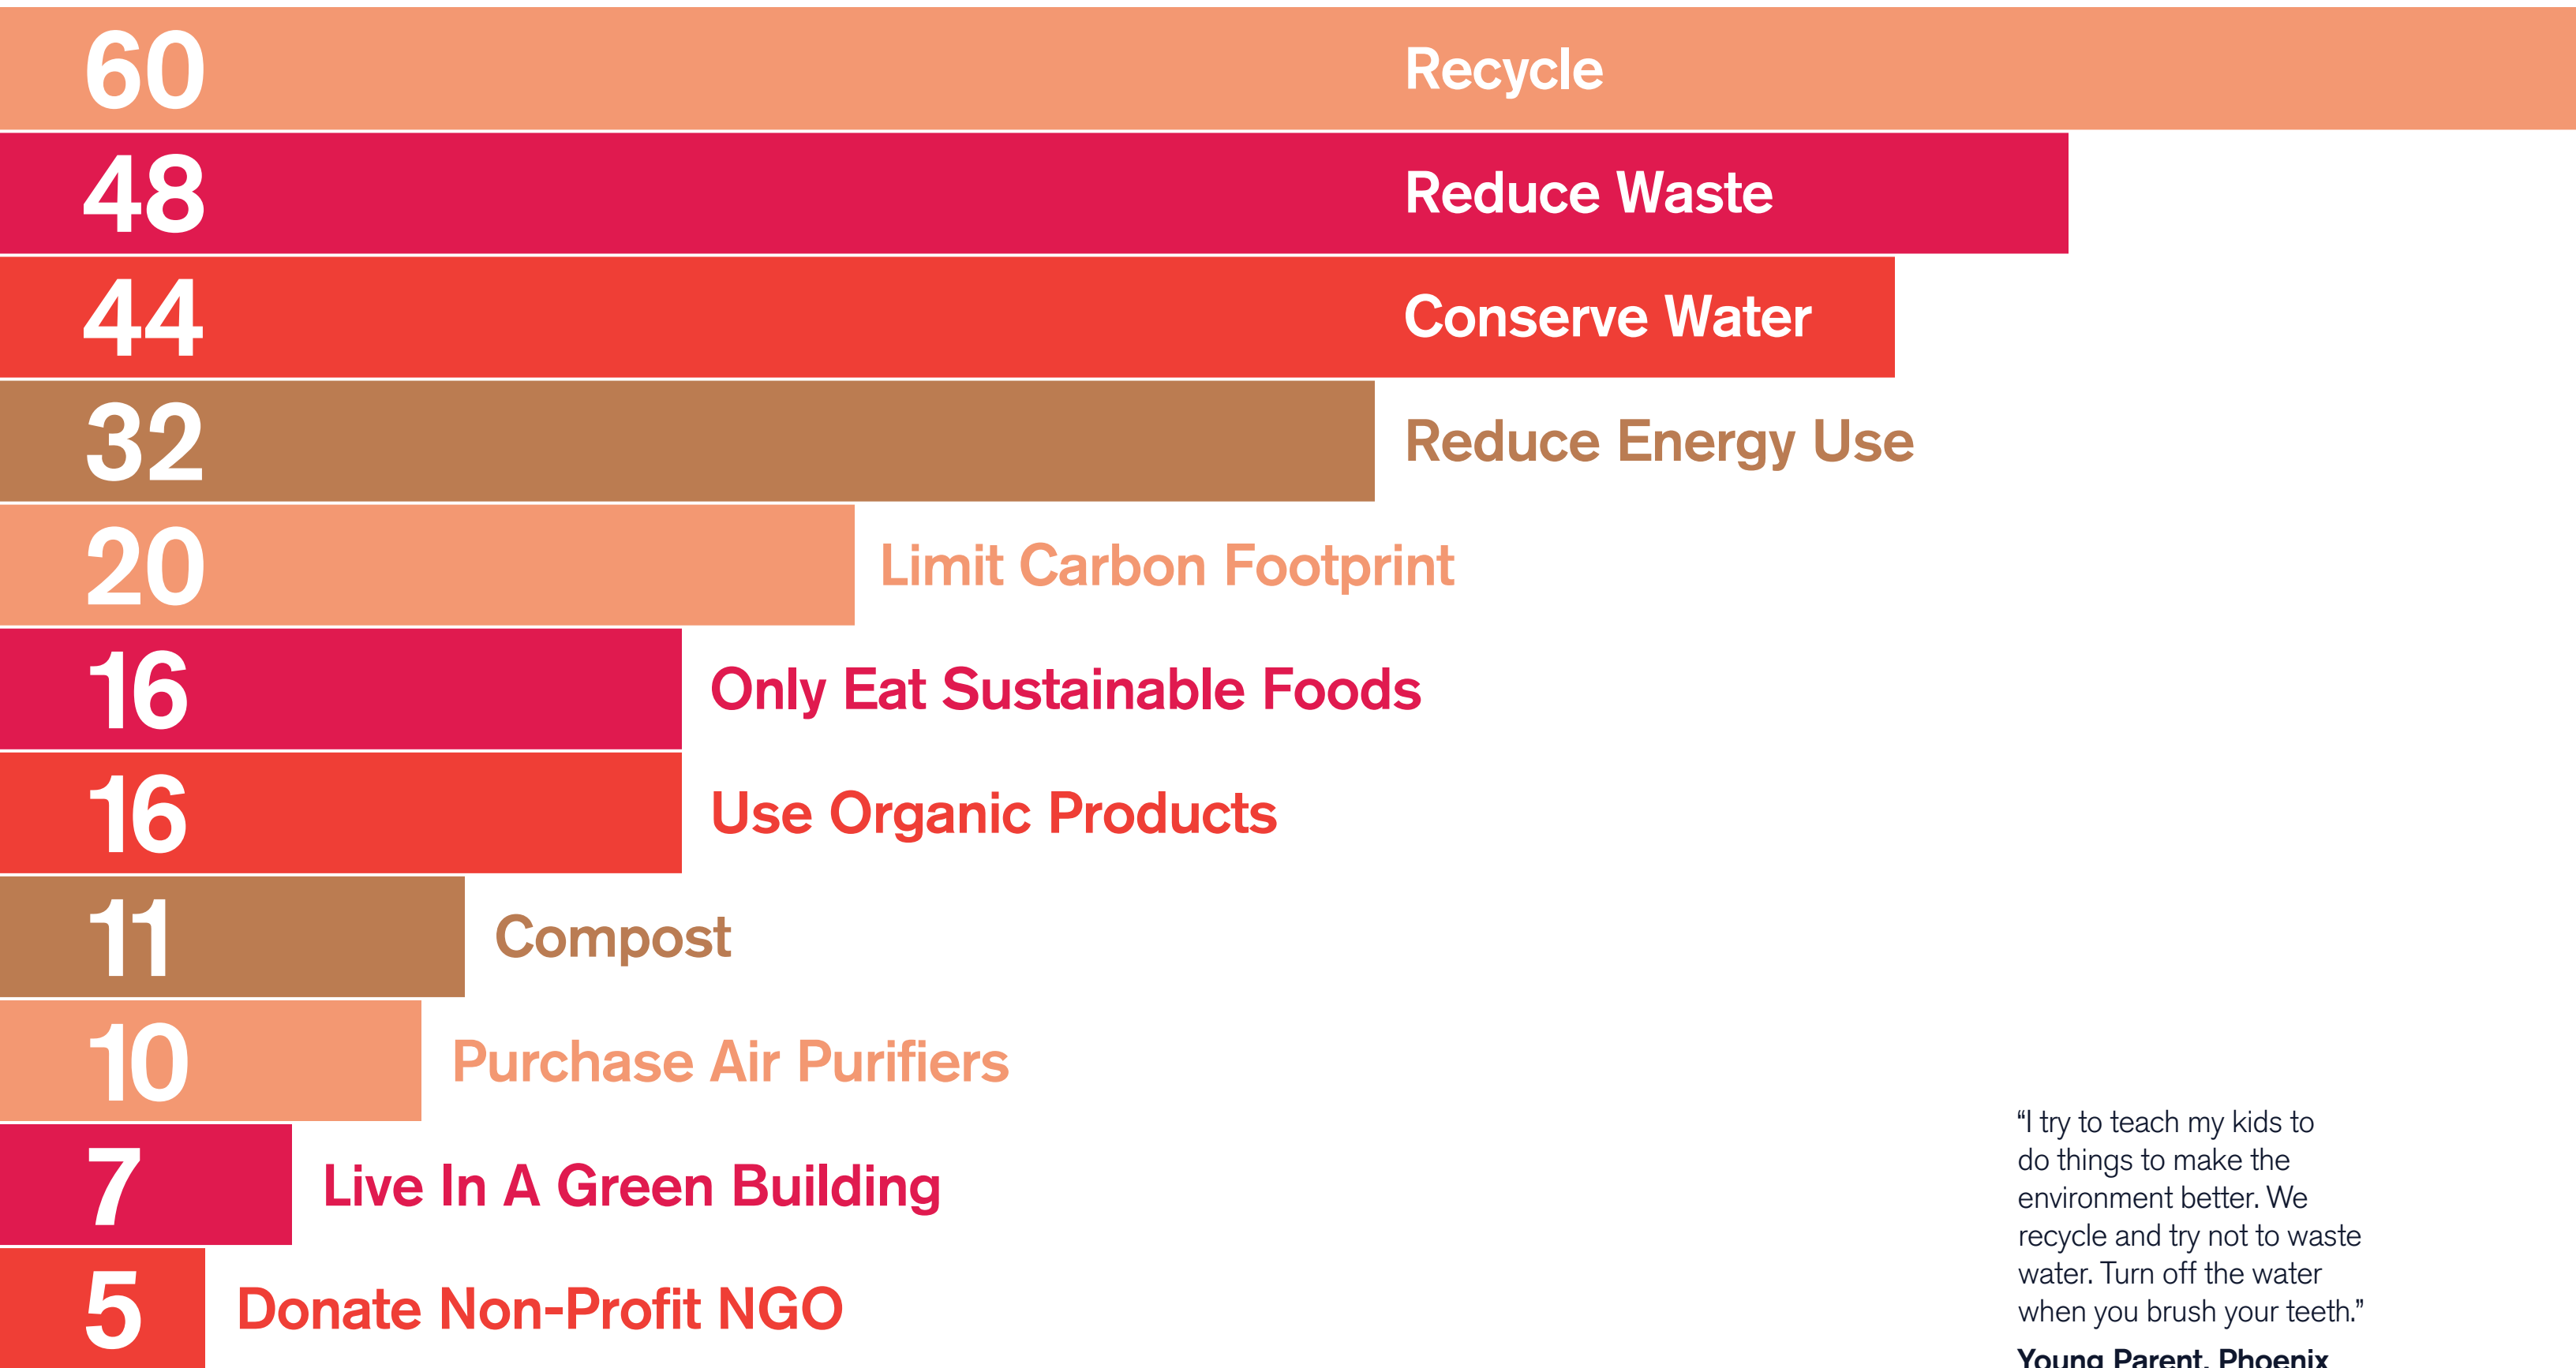 60 Recycle
48 Reduce Waste
44 Conserve Water
32 Reduce Energy Use
20 Limit Carbon Footprint
16 Only Eat Sustainable Foods
16 Use Organic Products
11 Compost
10 Purchase Air Purifiers
7 Live In A Green Building
5 Donate Non-Profit NGO
“I try to teach my kids to
do things to make the
environment better. We
recycle and try not to waste
water. Turn off the water
when you brush your teeth.”
Young Parent, Phoenix